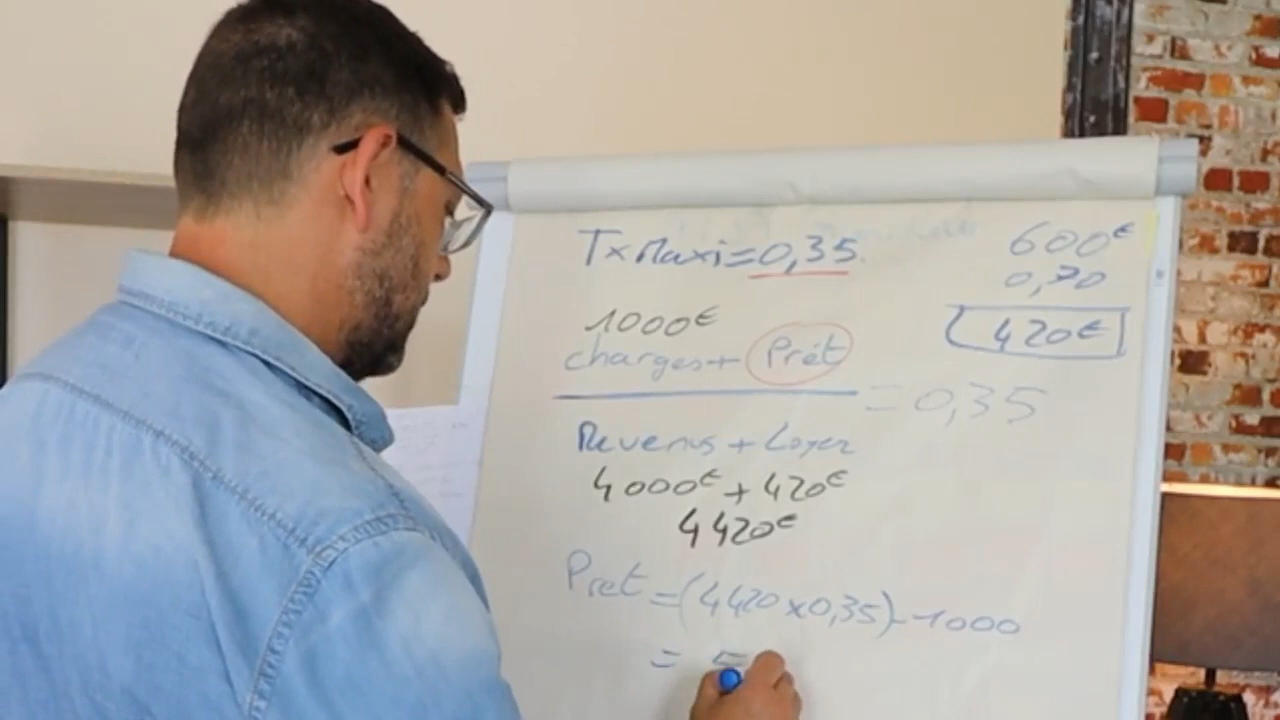 Tx Maxi = 0,35
1000€
charges + Prêt
= 0,35
Revenus + Loyer
4000€ + 420€
4420€
Pret = (4420 x 0,35) - 1000
= 5
600€
0,70
420€